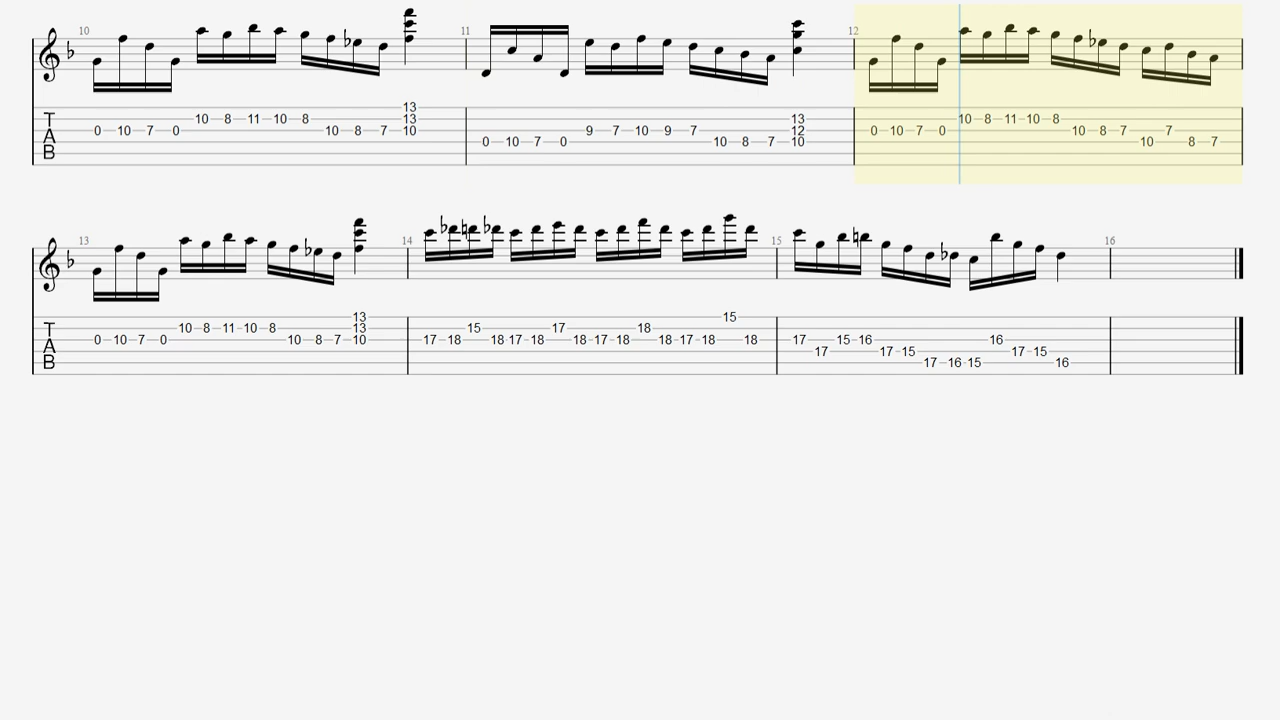 10 11 12
13 13
T 10 8 11 10 8 13 13 10 8 11 10 8
A 0 10 7 0 10 8 7 10 9 7 10 9 7 12 0 10 7 0 10 8 7 7
B 0 10 7 0 10 8 7 10 10 8 7
13 14 15 16
13 15
T 10 8 11 10 8 13 15 17 18
A 0 10 7 0 10 8 7 10 17 18 18 17 18 18 17 18 18 17 18 18 17 15 16 16
B 17 17 15 17 15
17 16 15 16